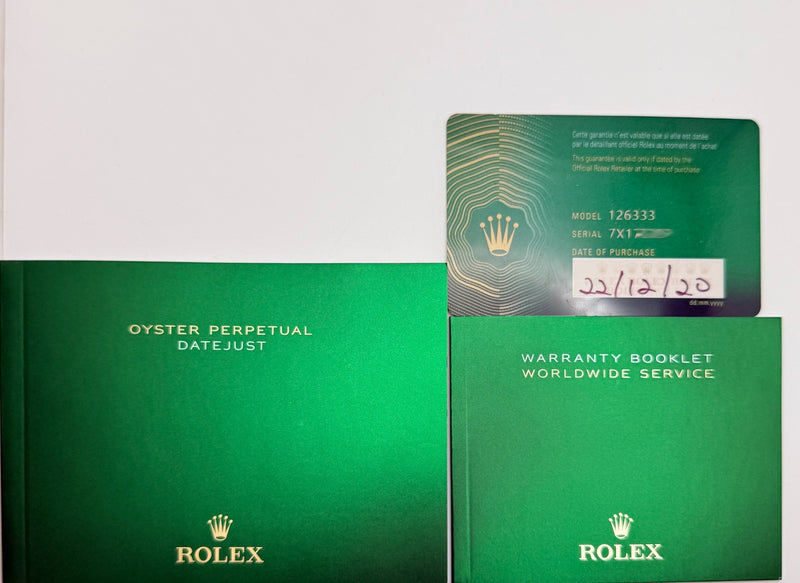 Cette garantie n'est valable que si elle est datée
par le détaillant officiel Rolex au moment de l'achat
This guarantee is valid only if dated by the
Official Rolex Retailer at the time of purchase
MODEL 126333
SERIAL 7X17
DATE OF PURCHASE
22/12/20
dd.mm.yyyy
OYSTER PERPETUAL
DATEJUST
ROLEX
WARRANTY BOOKLET
WORLDWIDE SERVICE
ROLEX